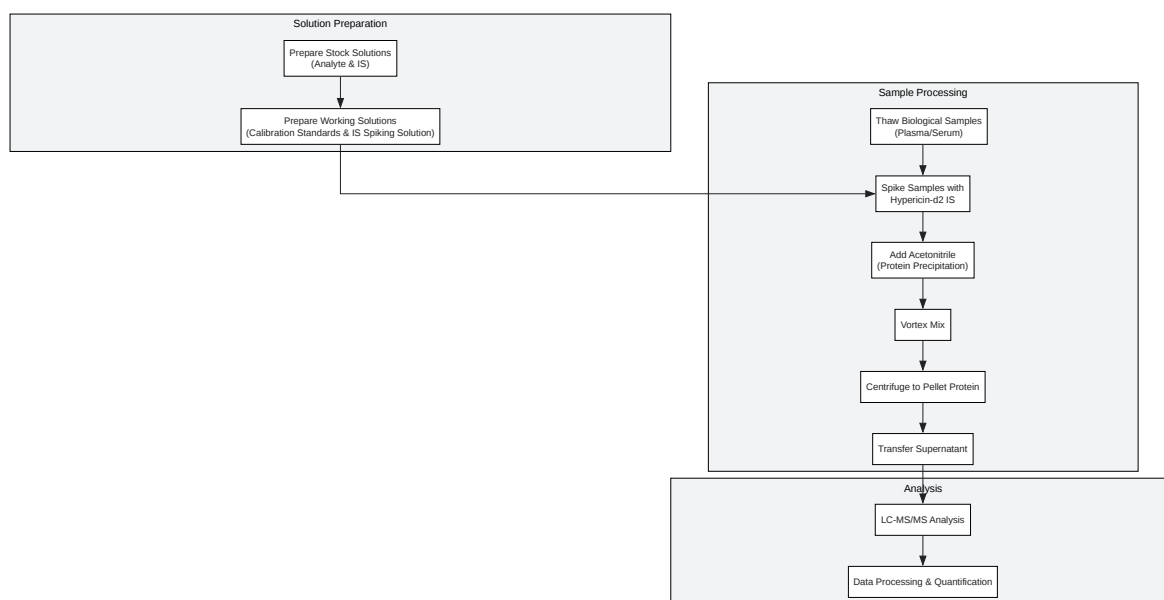 Solution Preparation
Prepare Stock Solutions
(Analyte & IS)
Prepare Working Solutions
(Calibration Standards & IS Spiking Solution)
Sample Processing
Thaw Biological Samples
(Plasma/Serum)
Spike Samples with
Hypericin-d2 IS
Add Acetonitrile
(Protein Precipitation)
Vortex Mix
Centrifuge to Pellet Protein
Transfer Supernatant
Analysis
LC-MS/MS Analysis
Data Processing & Quantification